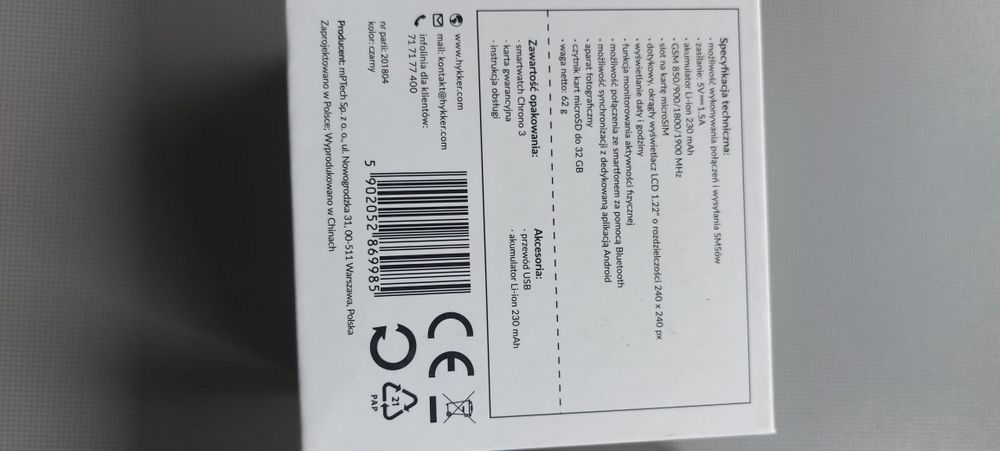 Specyfikacja techniczna:
· możliwość wykonywania połączeń i wysyłania SMSów
· zasilanie: 5V⎓1.5A
· akumulator Li-ion 230 mAh
· GSM 850/900/1800/1900 MHz
· slot na kartę microSIM
· dotykowy, okrągły wyświetlacz LCD 1.22" o rozdzielczości 240 x 240 px
· wyświetlanie daty i godziny
· funkcja monitorowania aktywności fizycznej
· możliwość połączenia ze smartfonem za pomocą Bluetooth
· możliwość synchronizacji z dedykowaną aplikacją Android
· aparat fotograficzny
· czytnik kart microSD do 32 GB
· waga netto: 62 g
Zawartość opakowania:
· smartwatch Chrono 3
· karta gwarancyjna
· instrukcja obsługi
Akcesoria:
· przewód USB
· akumulator Li-ion 230 mAh
www.hykker.com
mail: kontakt@hykker.com
infolinia dla klientów:
71 71 77 400
nr parii: 201804
kolor: czarny
5 902052 869985
CE
21
PAP
Producent: mPTech Sp. z o. o., ul. Nowogrodzka 31, 00-511 Warszawa, Polska
Zaprojektowano w Polsce; Wyprodukowano w Chinach